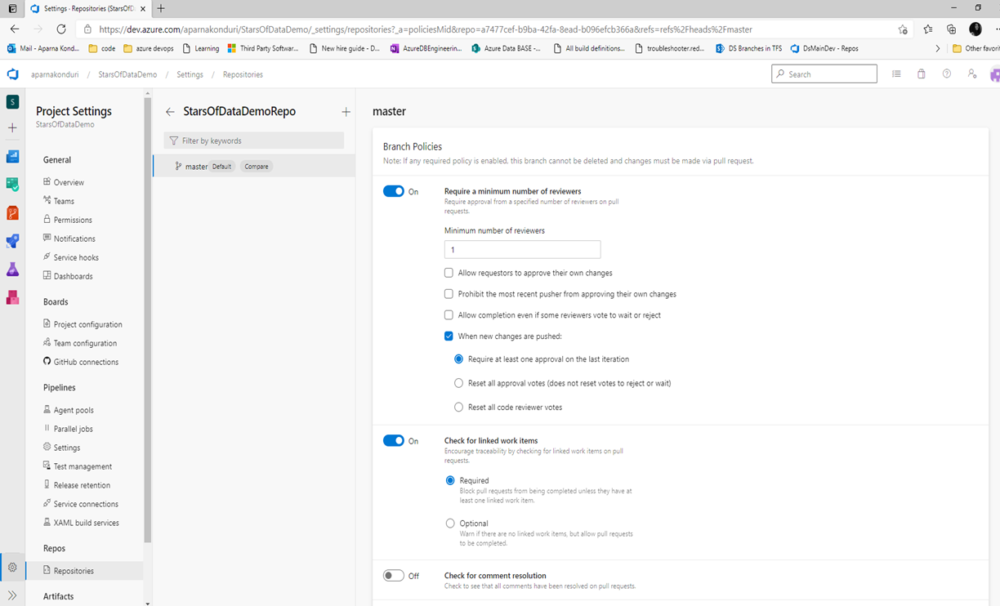 Settings - Repositories (StarsOfD
https://dev.azure.com/aparnakonduri/StarsOfDataDemo/_settings/repositories?_a=policiesMid&repo=a7477cef-b9ba-42fa-8ead-b096efcb366a&refs=refs%2Fheads%2Fmaster
Mail - Aparna Kond... code azure devops Learning Third Party Softwar... New hire guide - D... AzureDBEngineerin... Azure Data BASE -... All build definitions... troubleshooter.red... DS Branches in TFS DsMainDev - Repos Other favori
aparnakonduri / StarsOfDataDemo / Settings / Repositories Search
S
Project Settings
StarsOfDataDemo
General
Overview
Teams
Permissions
Notifications
Service hooks
Dashboards
Boards
Project configuration
Team configuration
GitHub connections
Pipelines
Agent pools
Parallel jobs
Settings
Test management
Release retention
Service connections
XAML build services
Repos
Repositories
Artifacts
StarsOfDataDemoRepo
Filter by keywords
master Default Compare
master
Branch Policies
Note: If any required policy is enabled, this branch cannot be deleted and changes must be made via pull request.
On Require a minimum number of reviewers
Require approval from a specified number of reviewers on pull
requests.
Minimum number of reviewers
1
Allow requestors to approve their own changes
Prohibit the most recent pusher from approving their own changes
Allow completion even if some reviewers vote to wait or reject
When new changes are pushed:
Require at least one approval on the last iteration
Reset all approval votes (does not reset votes to reject or wait)
Reset all code reviewer votes
On Check for linked work items
Encourage traceability by checking for linked work items on pull
requests.
Required
Block pull requests from being completed unless they have at
least one linked work item.
Optional
Warn if there are no linked work items, but allow pull requests
to be completed.
Off Check for comment resolution
Check to see that all comments have been resolved on pull requests.